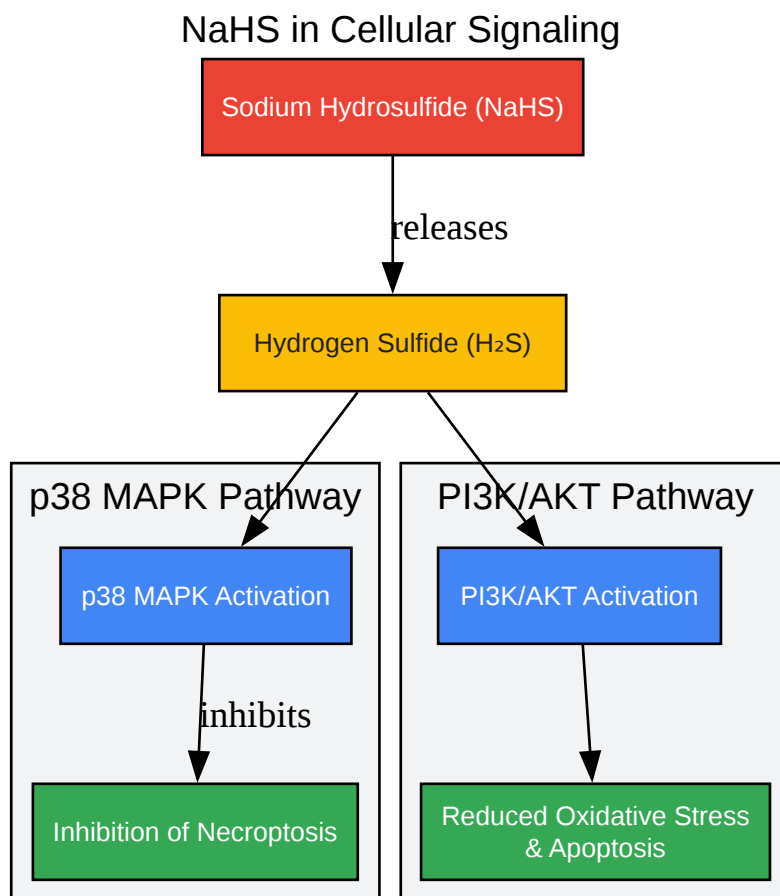 NaHS in Cellular Signaling
Sodium Hydrosulfide (NaHS)
releases
Hydrogen Sulfide (H₂S)
p38 MAPK Pathway
PI3K/AKT Pathway
p38 MAPK Activation
PI3K/AKT Activation
inhibits
Inhibition of Necroptosis
Reduced Oxidative Stress
& Apoptosis